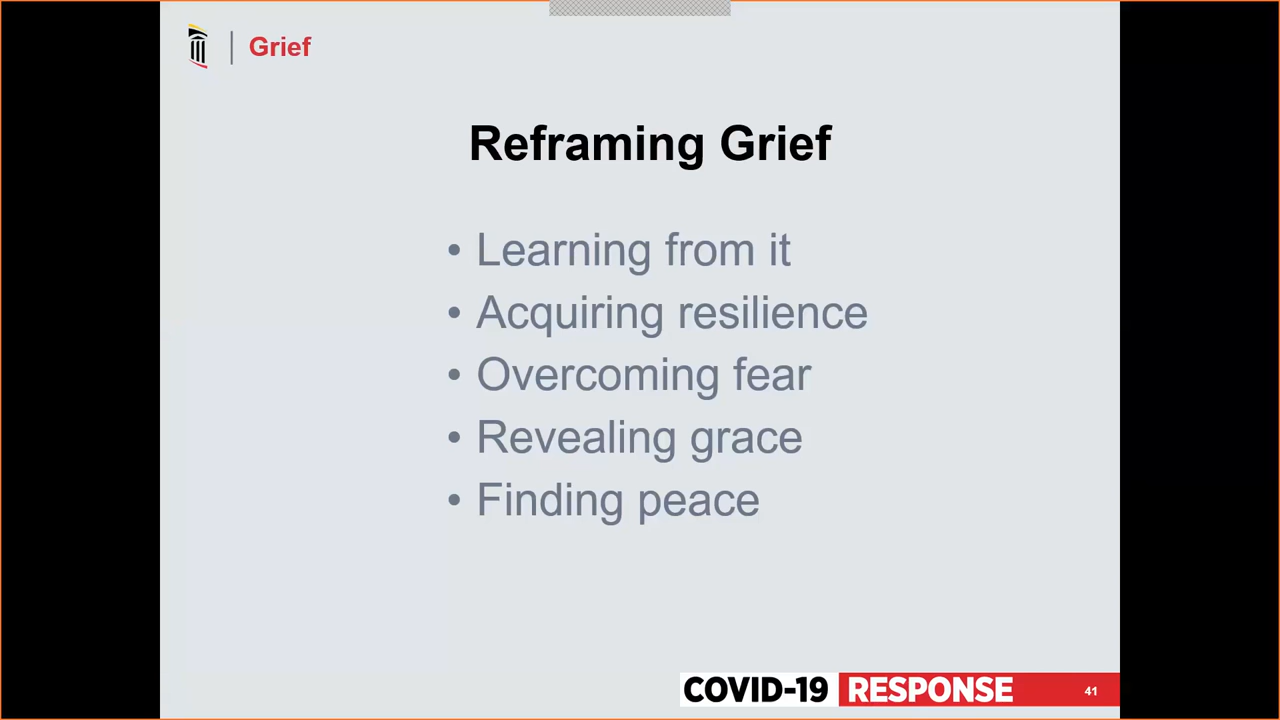 Grief
Reframing Grief
• Learning from it
• Acquiring resilience
• Overcoming fear
• Revealing grace
• Finding peace
COVID-19 RESPONSE 41